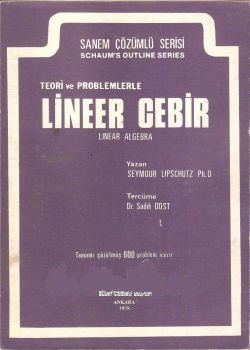 SANEM ÇÖZÜMLÜ SERİSİ
SCHAUM'S OUTLINE SERIES
TEORİ ve PROBLEMLERLE
LİNEER CEBİR
LINEAR ALGEBRA
Yazan
SEYMOUR LIPSCHUTZ Ph.D
Tercüme
Dr. Sadık DOST
Tamamı çözülmüş 600 problem içerir
ANKARA